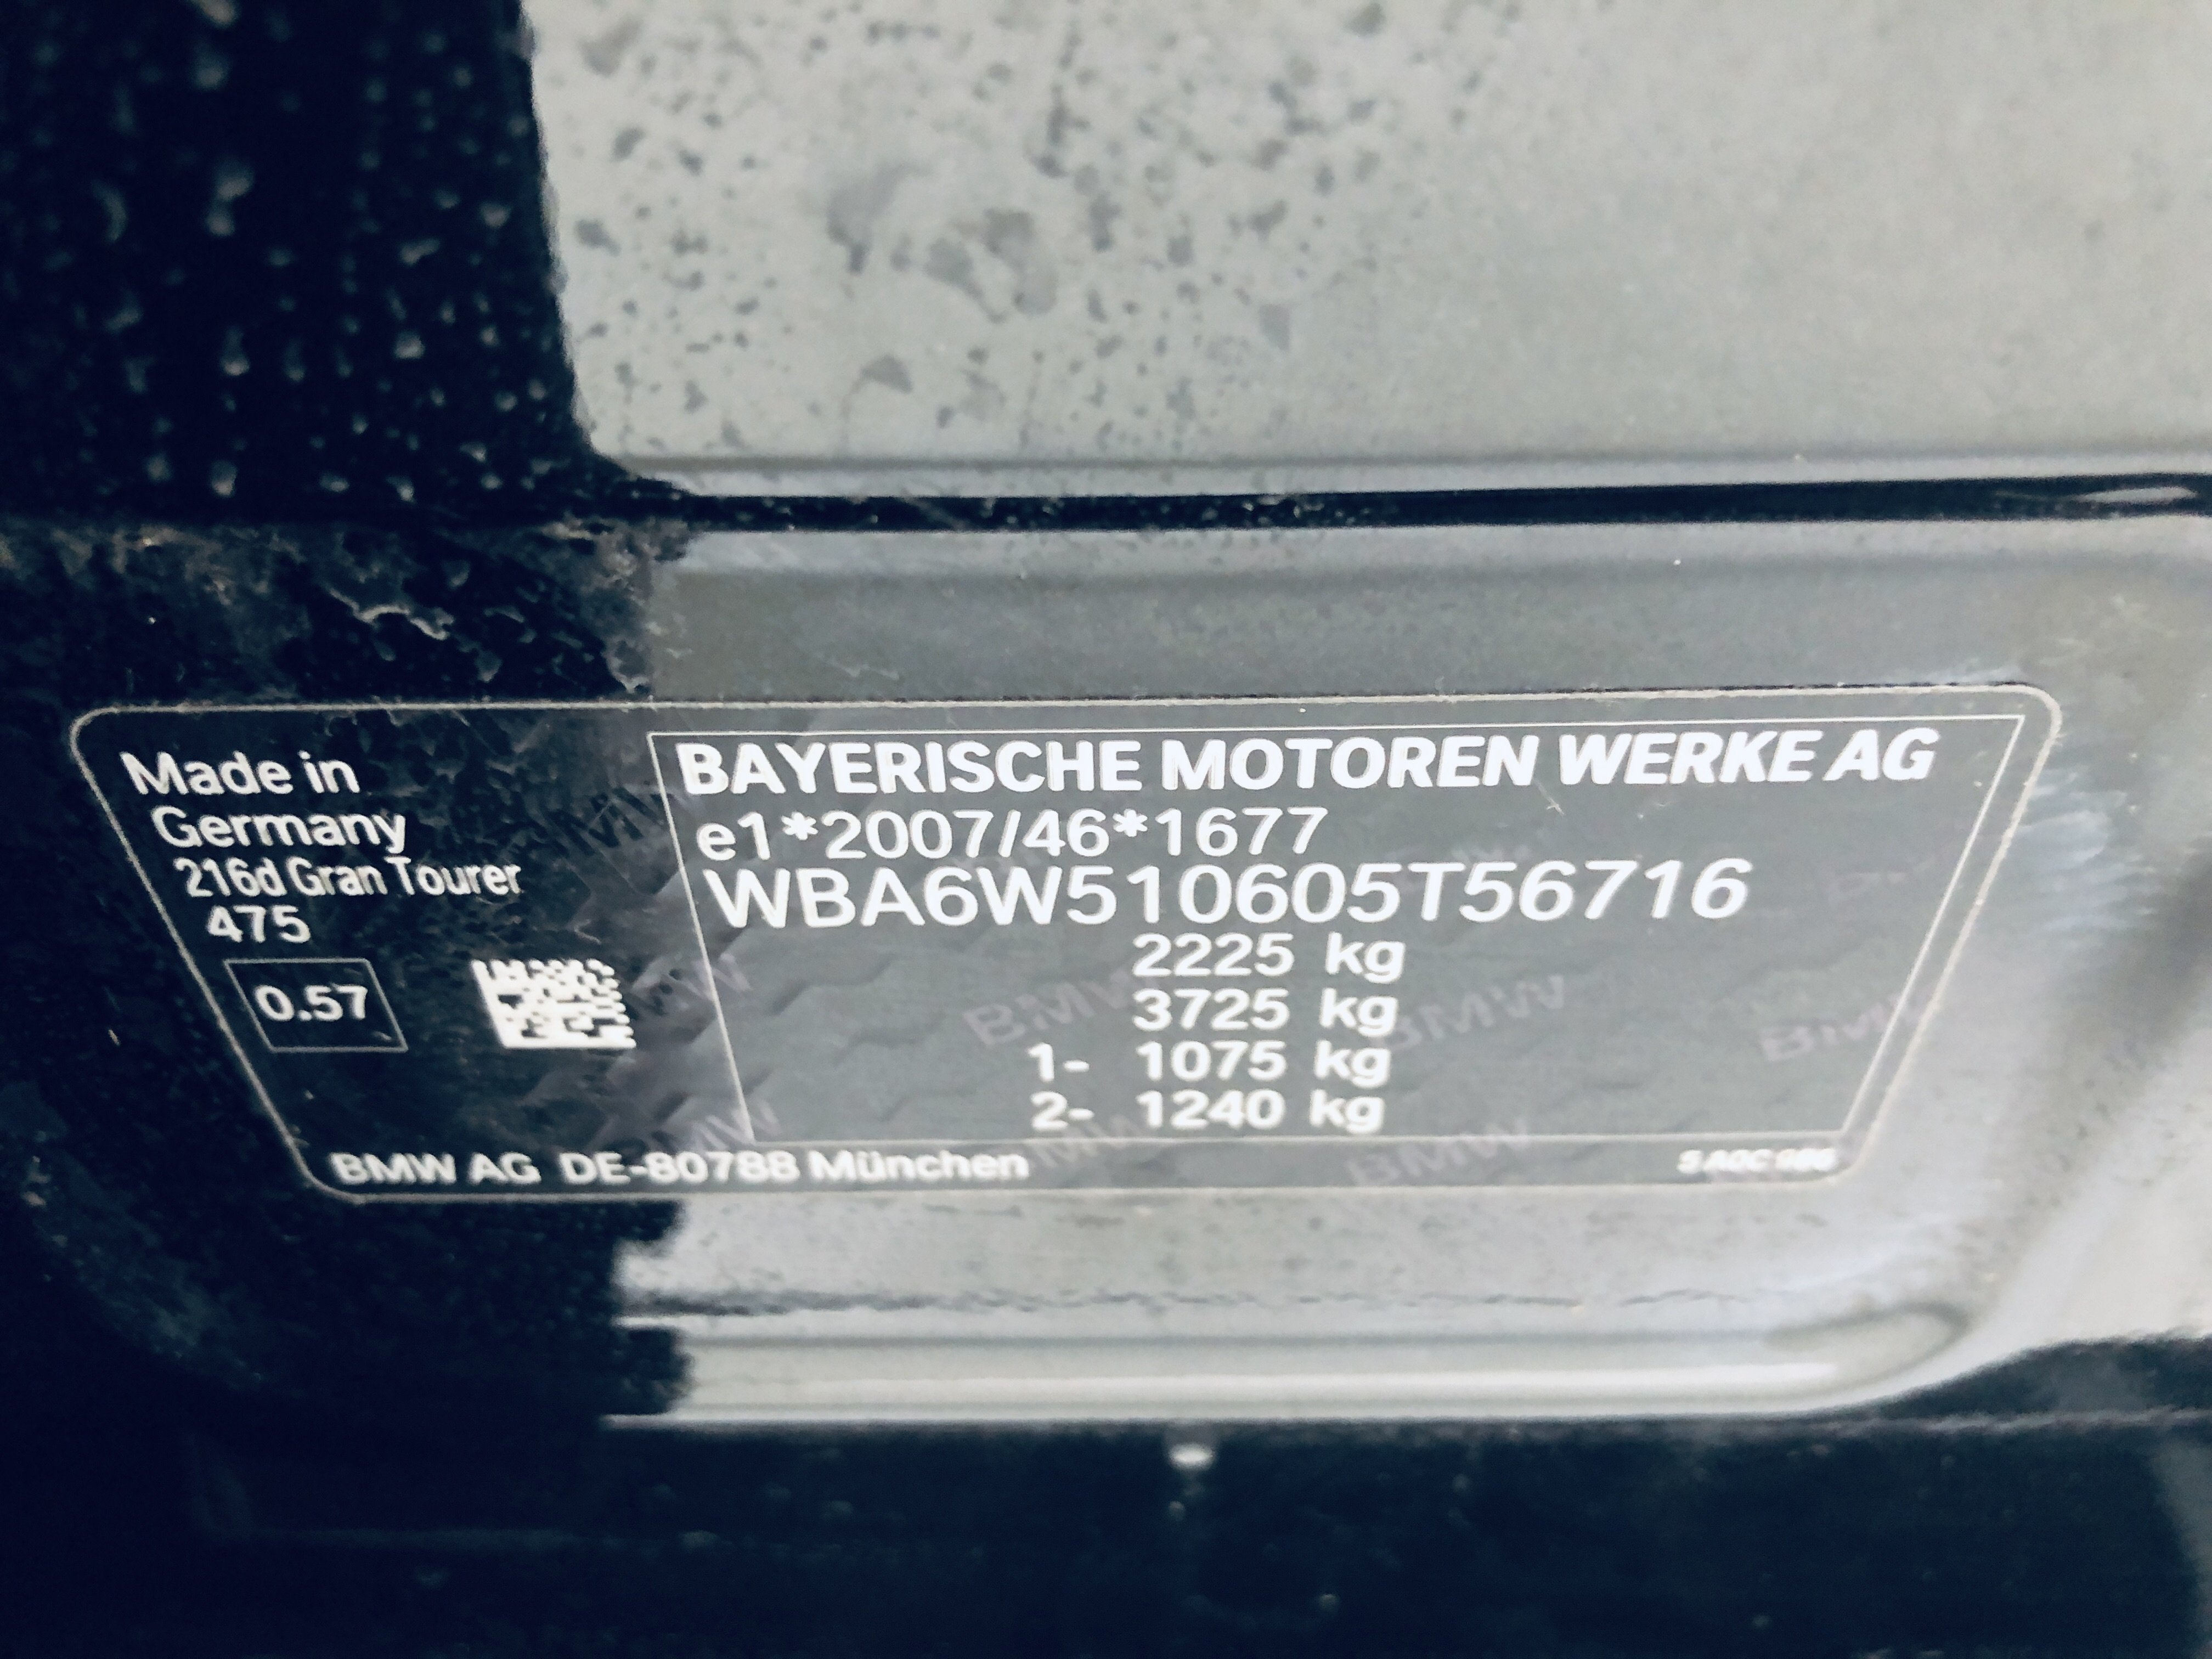 Made in
Germany
216d Gran Tourer
475
0.57
BAYERISCHE MOTOREN WERKE AG
e1*2007/46*1677
WBA6W510605T56716
2225 kg
3725 kg
1- 1075 kg
2- 1240 kg
BMW AG DE-80788 München